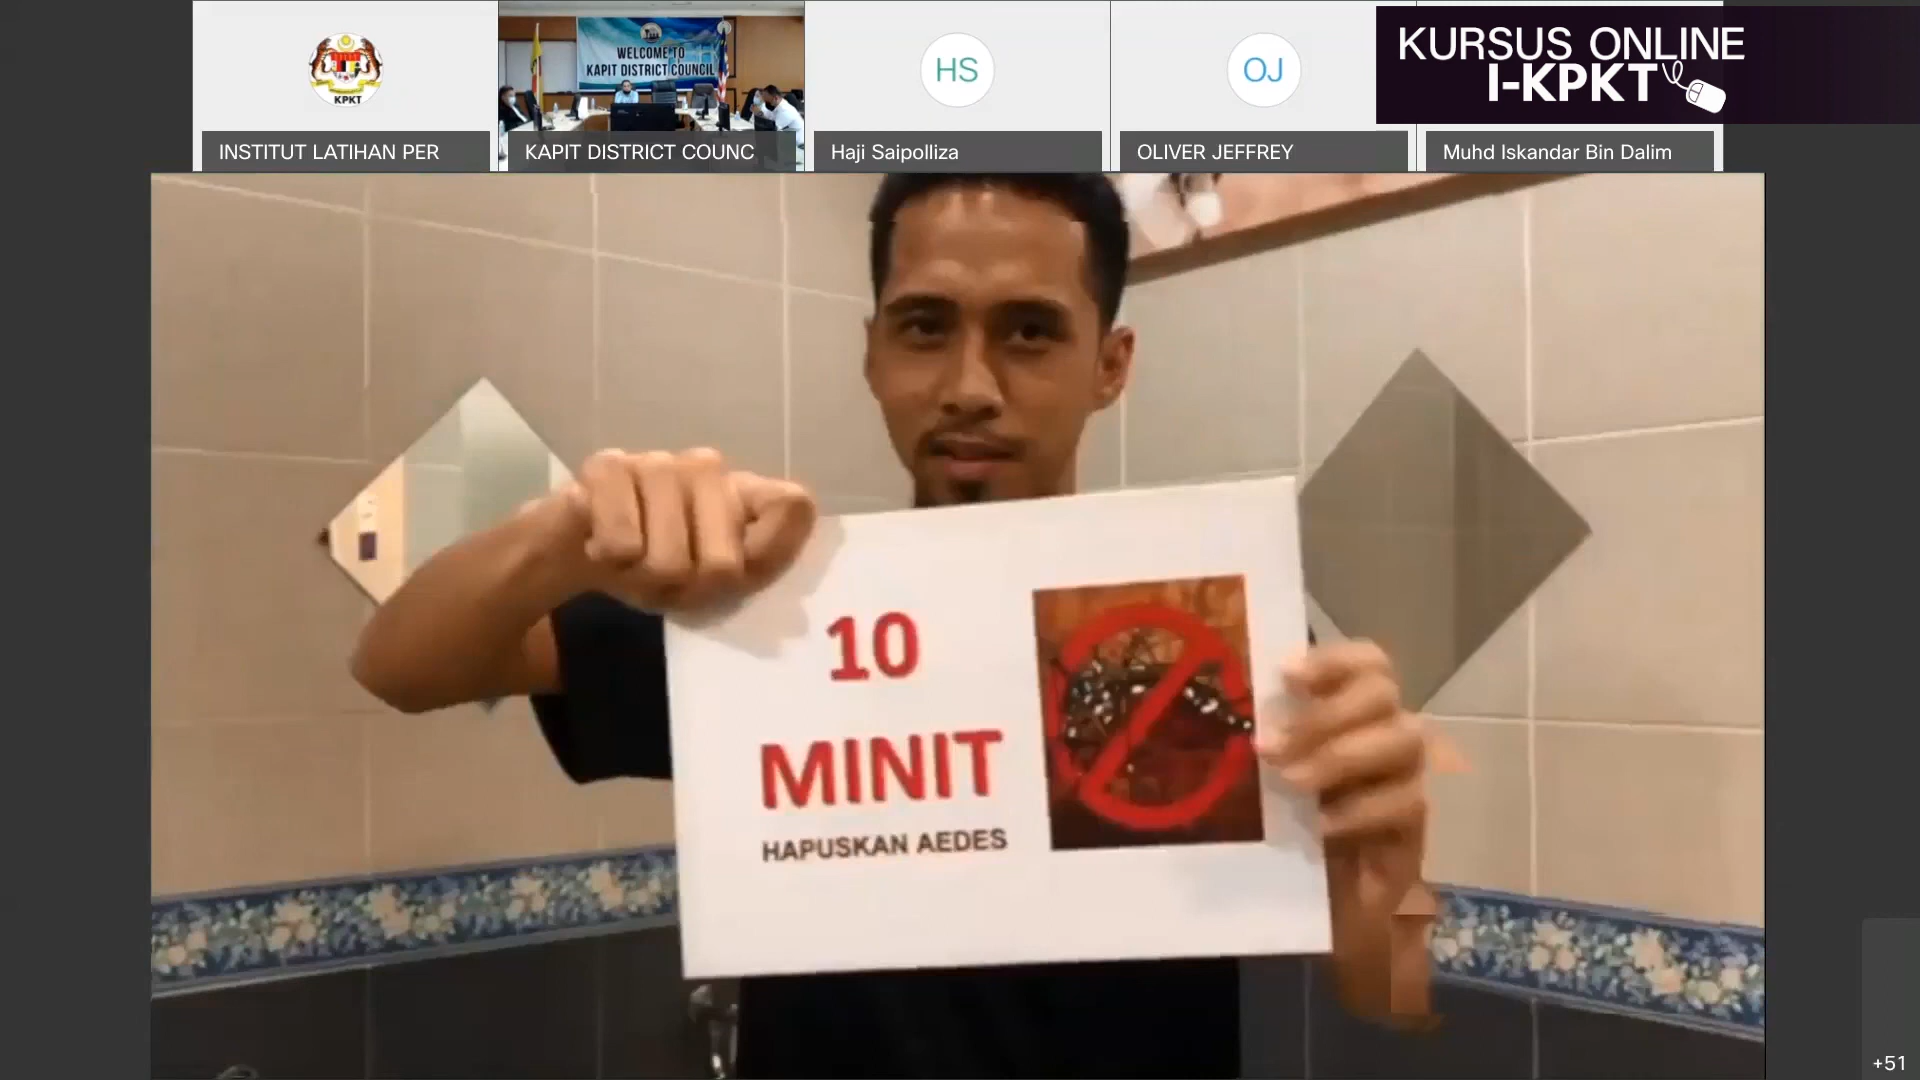 KPKT
WELCOME TO
KAPIT DISTRICT COUNCIL
HS
OJ
KURSUS ONLINE
I-KPKT
INSTITUT LATIHAN PER
KAPIT DISTRICT COUNC
Haji Saipolliza
OLIVER JEFFREY
Muhd Iskandar Bin Dalim
10
MINIT
HAPUSKAN AEDES
+51